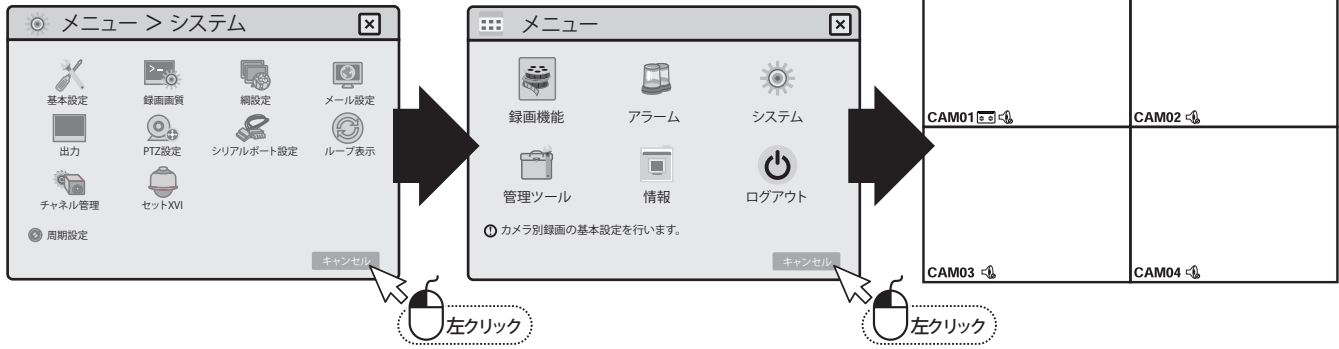 メニュー > システム
基本設定
録画画質
綱設定
メール設定
出力
PTZ設定
シリアルポート設定
ループ表示
チャネル管理
セットXVI
周期設定
キャンセル
左クリック
メニュー
録画機能
アラーム
システム
管理ツール
情報
ログアウト
カメラ別録画の基本設定を行います。
キャンセル
左クリック
CAM01
CAM02
CAM03
CAM04